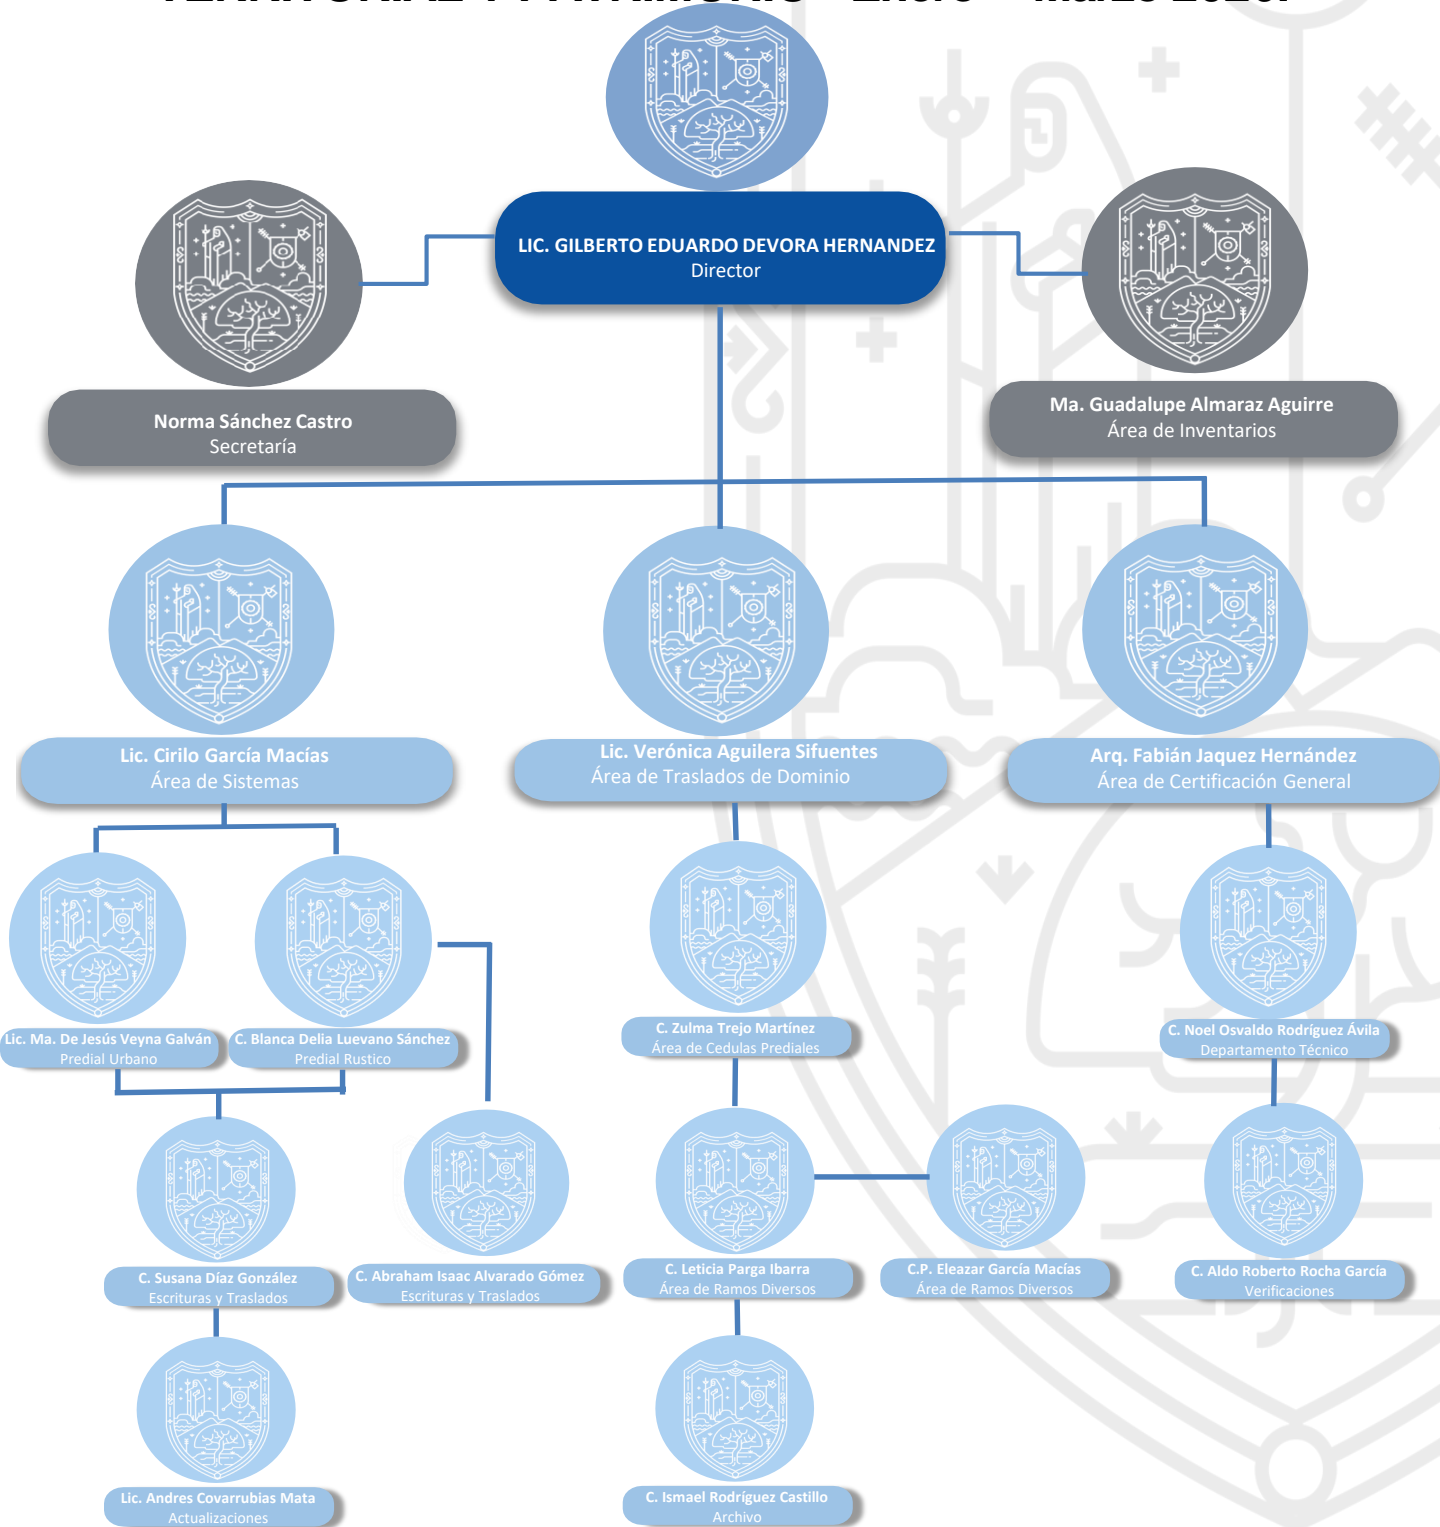 LIC. GILBERTO EDUARDO DEVORA HERNANDEZ
Director
Norma Sánchez Castro
Secretaría
Ma. Guadalupe Almaraz Aguirre
Área de Inventarios
Lic. Cirilo García Macías
Área de Sistemas
Lic. Verónica Aguilera Sifuentes
Área de Traslados de Dominio
Arq. Fabián Jaquez Hernández
Área de Certificación General
Lic. Ma. De Jesús Veyna Galván
Predial Urbano
C. Blanca Delia Luevano Sánchez
Predial Rustico
C. Zulma Trejo Martínez
Área de Cedulas Prediales
C. Noel Osvaldo Rodríguez Ávila
Departamento Técnico
C. Susana Díaz González
Escrituras y Traslados
C. Abraham Isaac Alvarado Gómez
Escrituras y Traslados
C. Leticia Parga Ibarra
Área de Ramos Diversos
C.P. Eleazar García Macías
Área de Ramos Diversos
C. Aldo Roberto Rocha García
Verificaciones
Lic. Andres Covarrubias Mata
Actualizaciones
C. Ismael Rodríguez Castillo
Archivo